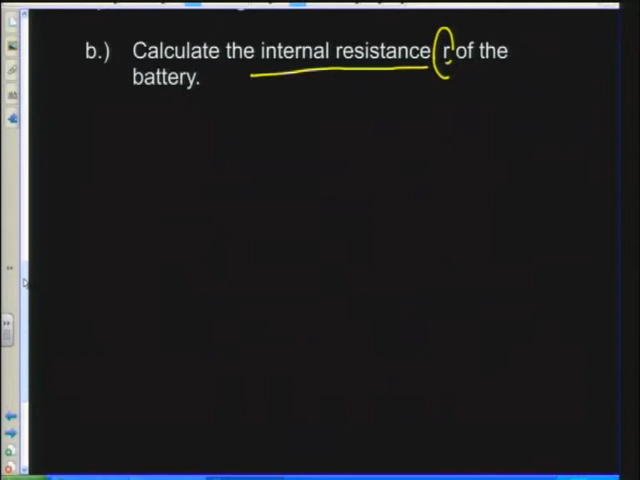 b.) Calculate the internal resistance r of the
battery.